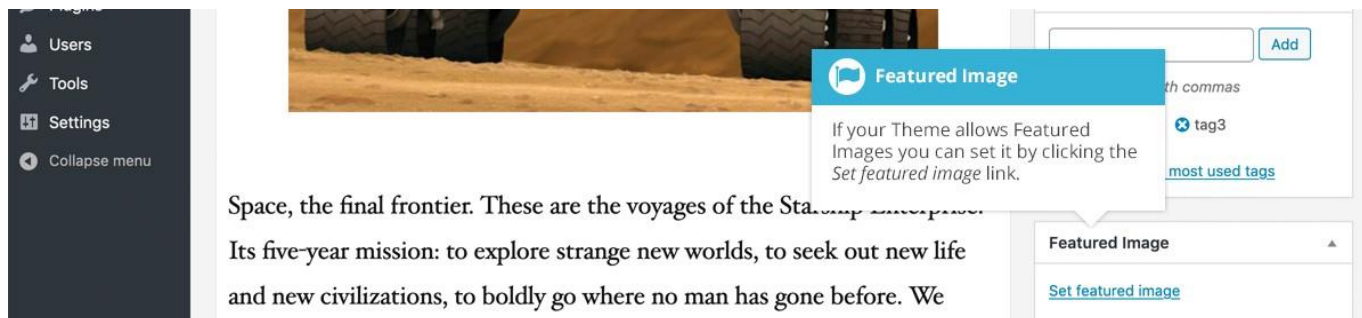 Plugins
Users
Tools
Settings
Collapse menu
Space, the final frontier. These are the voyages of the Starship Enterprise.
Its five-year mission: to explore strange new worlds, to seek out new life
and new civilizations, to boldly go where no man has gone before. We
Featured Image
If your Theme allows Featured
Images you can set it by clicking the
Set featured image link.
Add
th commas
tag3
most used tags
Featured Image
Set featured image